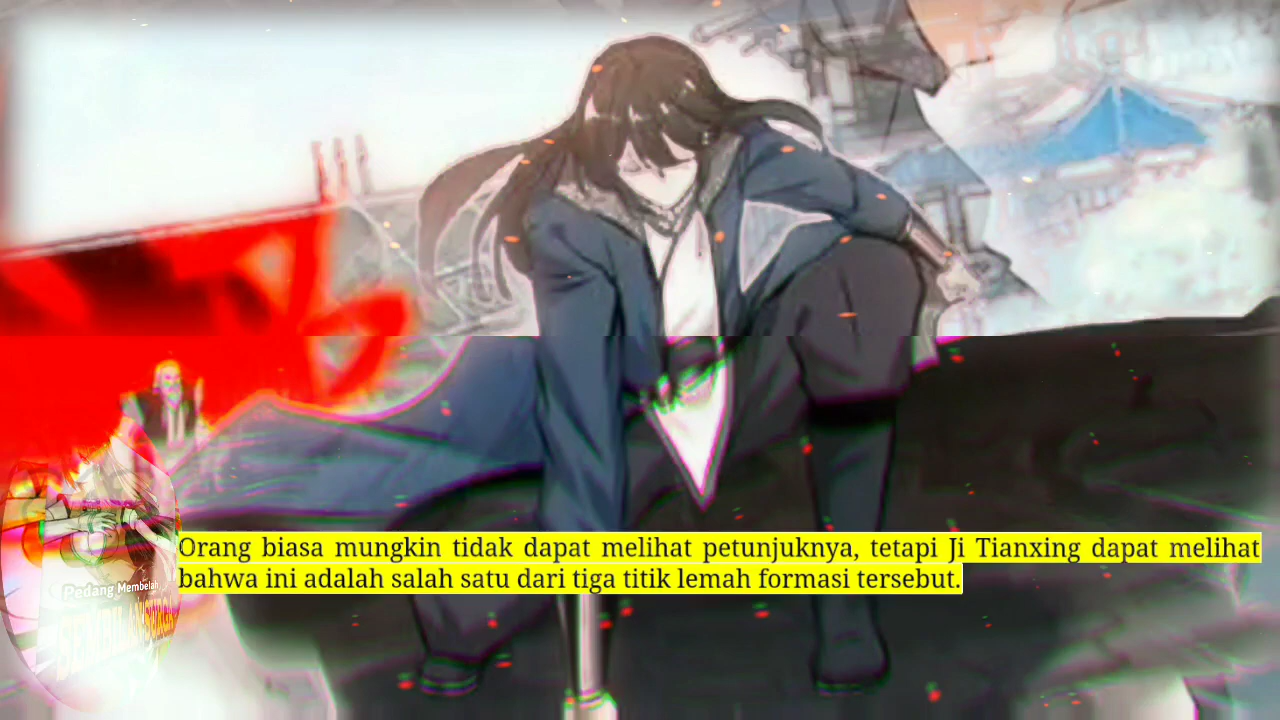 Orang biasa mungkin tidak dapat melihat petunjuknya, tetapi Ji Tianxing dapat melihat
bahwa ini adalah salah satu dari tiga titik lemah formasi tersebut.
Pedang Membelah